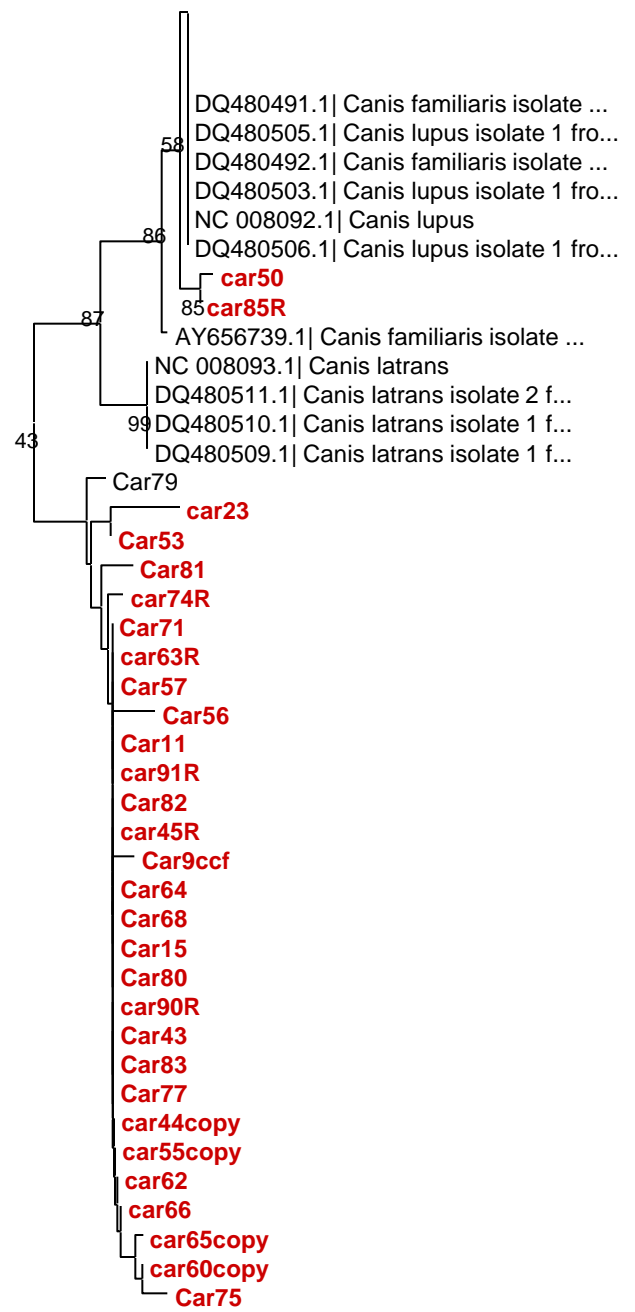 DQ480491.1| Canis familiaris isolate ...
DQ480505.1| Canis lupus isolate 1 fro...
58
DQ480492.1| Canis familiaris isolate ...
DQ480503.1| Canis lupus isolate 1 fro...
NC 008092.1| Canis lupus
86
DQ480506.1| Canis lupus isolate 1 fro...
car50
85 car85R
87
AY656739.1| Canis familiaris isolate ...
NC 008093.1| Canis latrans
DQ480511.1| Canis latrans isolate 2 f...
99 DQ480510.1| Canis latrans isolate 1 f...
43
DQ480509.1| Canis latrans isolate 1 f...
Car79
car23
Car53
Car81
car74R
Car71
car63R
Car57
Car56
Car11
car91R
Car82
car45R
Car9ccf
Car64
Car68
Car15
Car80
car90R
Car43
Car83
Car77
car44copy
car55copy
car62
car66
car65copy
car60copy
Car75